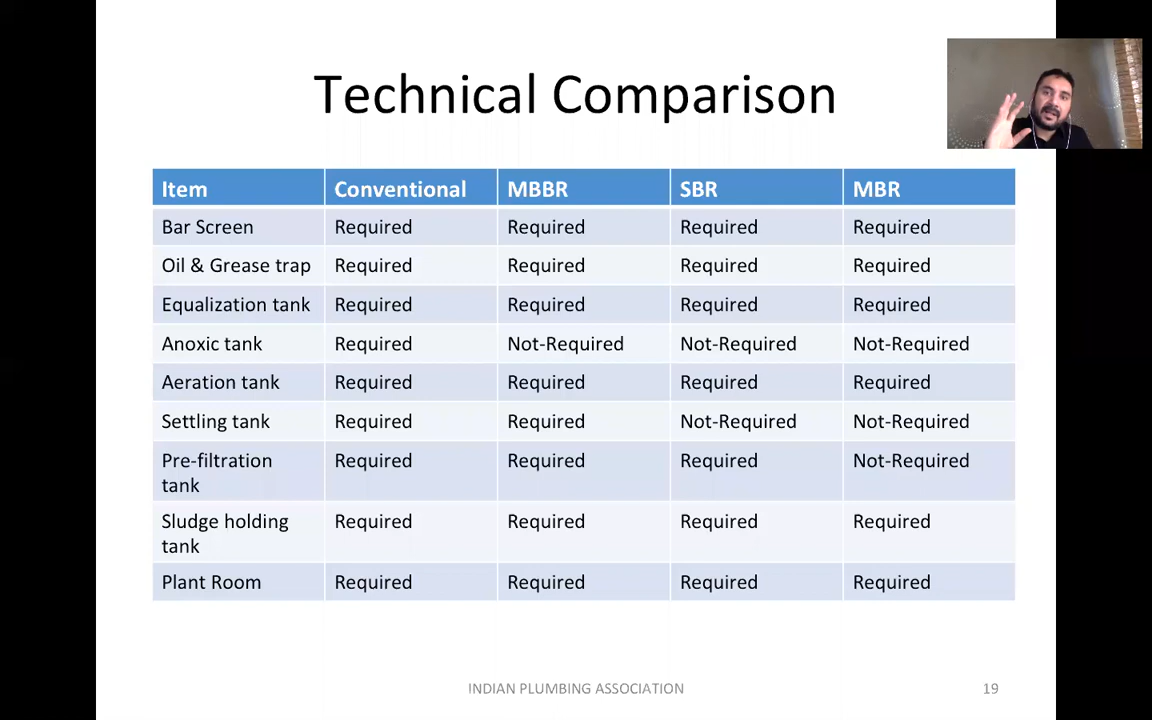 Technical Comparison
Item Conventional MBBR SBR MBR
Bar Screen Required Required Required Required
Oil & Grease trap Required Required Required Required
Equalization tank Required Required Required Required
Anoxic tank Required Not-Required Not-Required Not-Required
Aeration tank Required Required Required Required
Settling tank Required Required Not-Required Not-Required
Pre-filtration Required Required Required Not-Required
tank
Sludge holding Required Required Required Required
tank
Plant Room Required Required Required Required
INDIAN PLUMBING ASSOCIATION 19